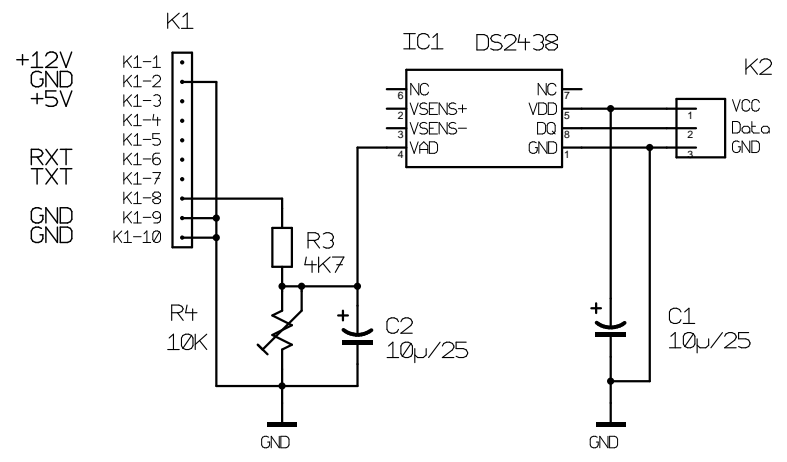 K1
+12V K1-1
GND K1-2
+5V K1-3
K1-4
K1-5
RXT K1-6
TXT K1-7
K1-8
GND K1-9
GND K1-10
R3
4K7
R4
10K
+
C2
10µ/25
GND
IC1 DS2438
NC 6
VSENS+ 2
VSENS- 3
VAD 4
NC 7
VDD 5
DQ 8
GND 1
K2
1 VCC
2 Data
3 GND
+
C1
10µ/25
GND